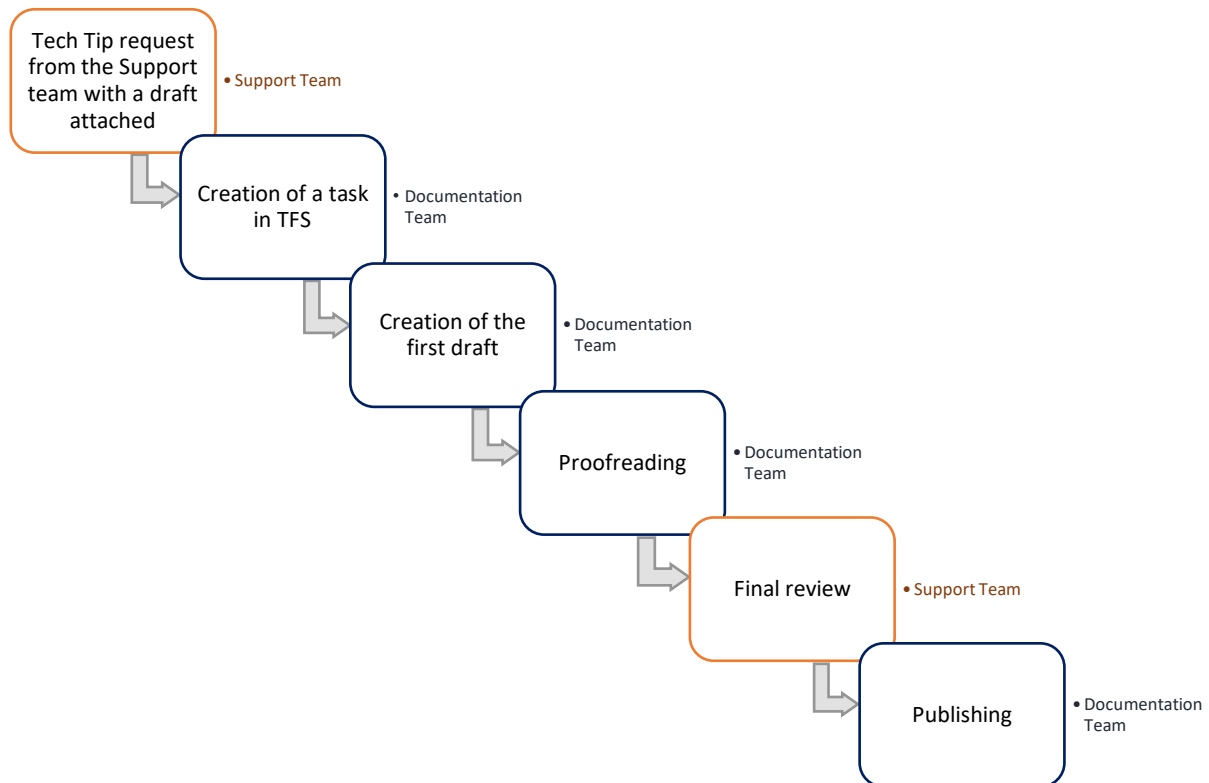 Tech Tip request
from the Support
team with a draft
attached
• Support Team
Creation of a task
in TFS
• Documentation
Team
Creation of the
first draft
• Documentation
Team
Proofreading
• Documentation
Team
Final review
• Support Team
Publishing
• Documentation
Team